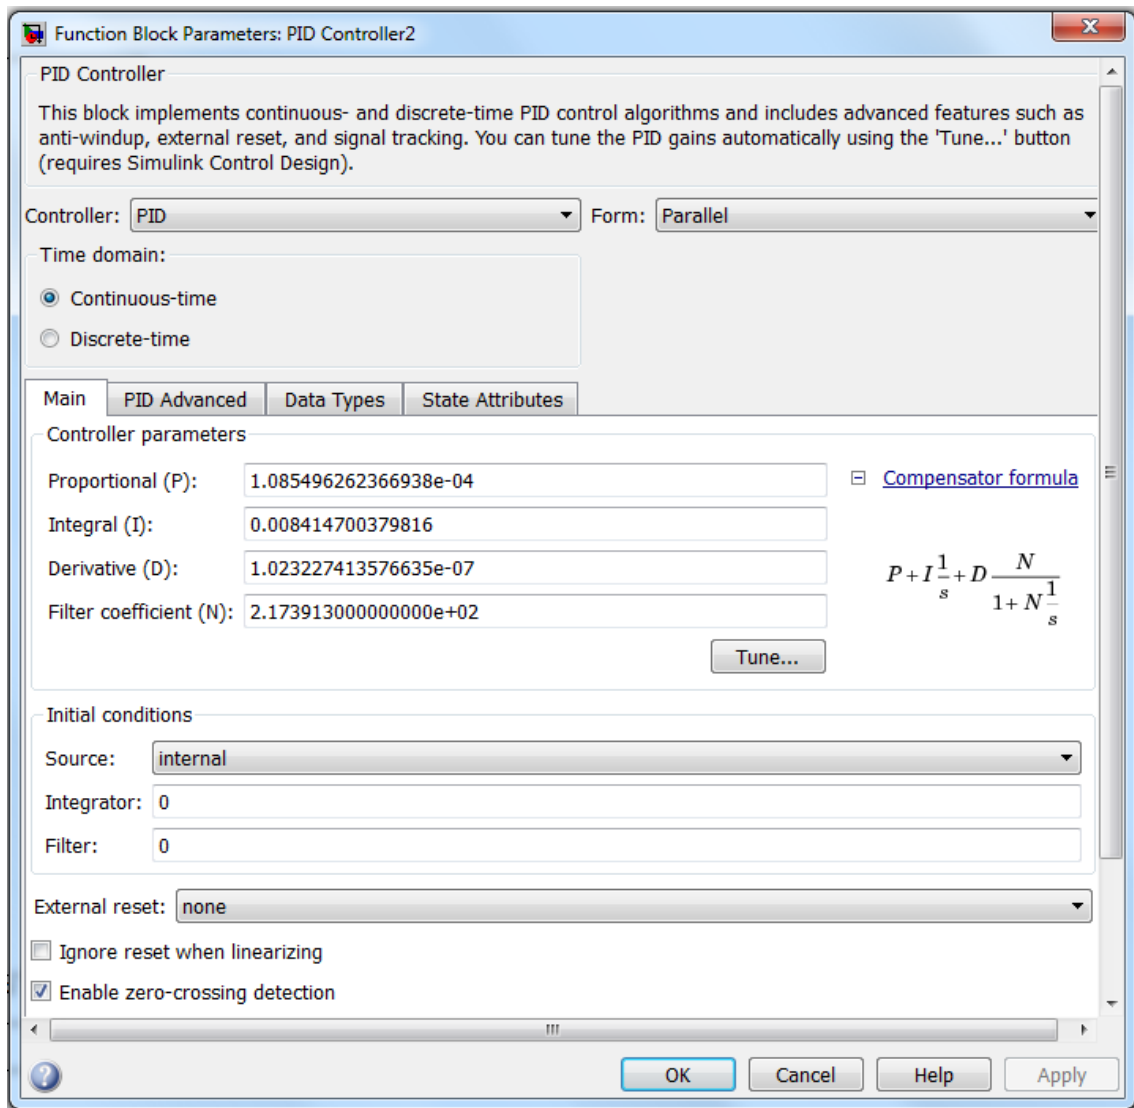 Function Block Parameters: PID Controller2
PID Controller
This block implements continuous- and discrete-time PID control algorithms and includes advanced features such as
anti-windup, external reset, and signal tracking. You can tune the PID gains automatically using the 'Tune...' button
(requires Simulink Control Design).
Controller: PID Form: Parallel
Time domain:
Continuous-time
Discrete-time
Main PID Advanced Data Types State Attributes
Controller parameters
Proportional (P): 1.085496262366938e-04 Compensator formula
Integral (I): 0.008414700379816
Derivative (D): 1.023227413576635e-07
P + I 1/s + D N/(1 + N 1/s)
Filter coefficient (N): 2.173913000000000e+02
Tune...
Initial conditions
Source: internal
Integrator: 0
Filter: 0
External reset: none
Ignore reset when linearizing
Enable zero-crossing detection
OK Cancel Help Apply